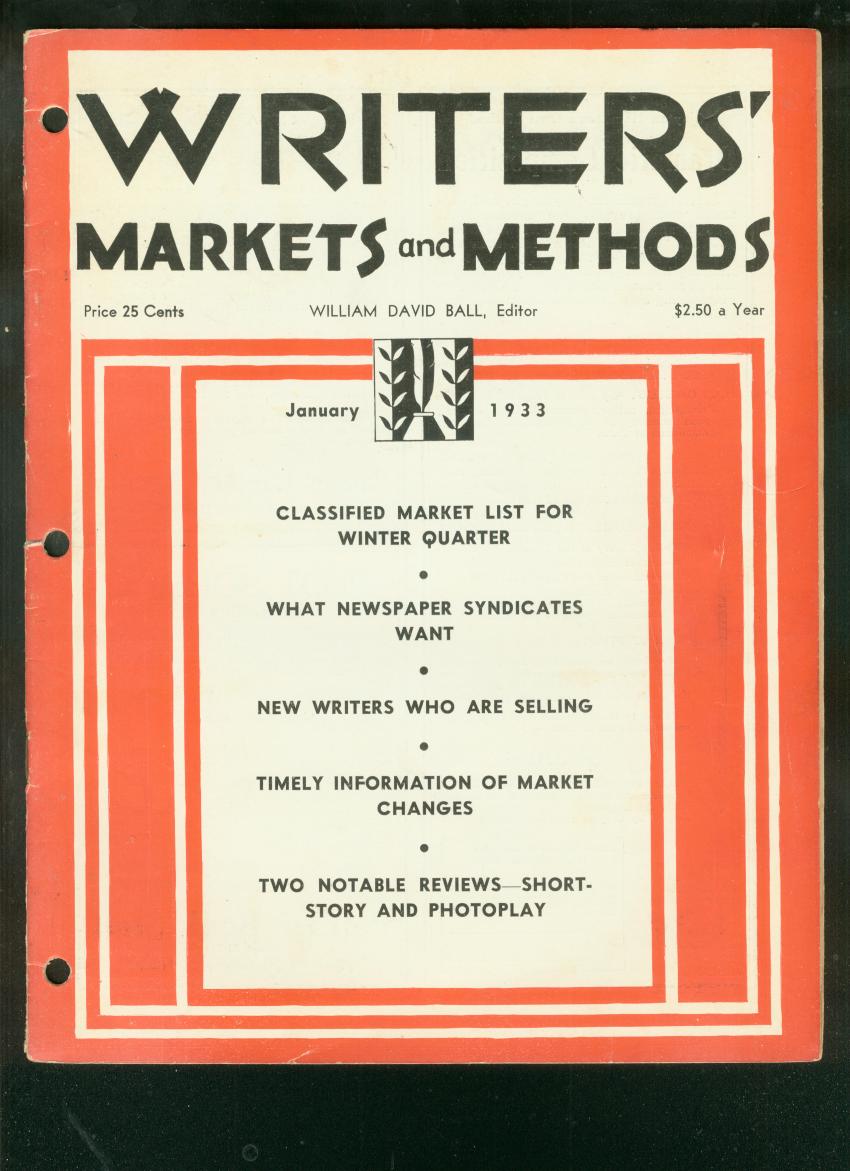 WRITERS'
MARKETS and METHODS
Price 25 Cents WILLIAM DAVID BALL, Editor $2.50 a Year
January 1933
CLASSIFIED MARKET LIST FOR
WINTER QUARTER
•
WHAT NEWSPAPER SYNDICATES
WANT
•
NEW WRITERS WHO ARE SELLING
•
TIMELY INFORMATION OF MARKET
CHANGES
•
TWO NOTABLE REVIEWS—SHORT-
STORY AND PHOTOPLAY